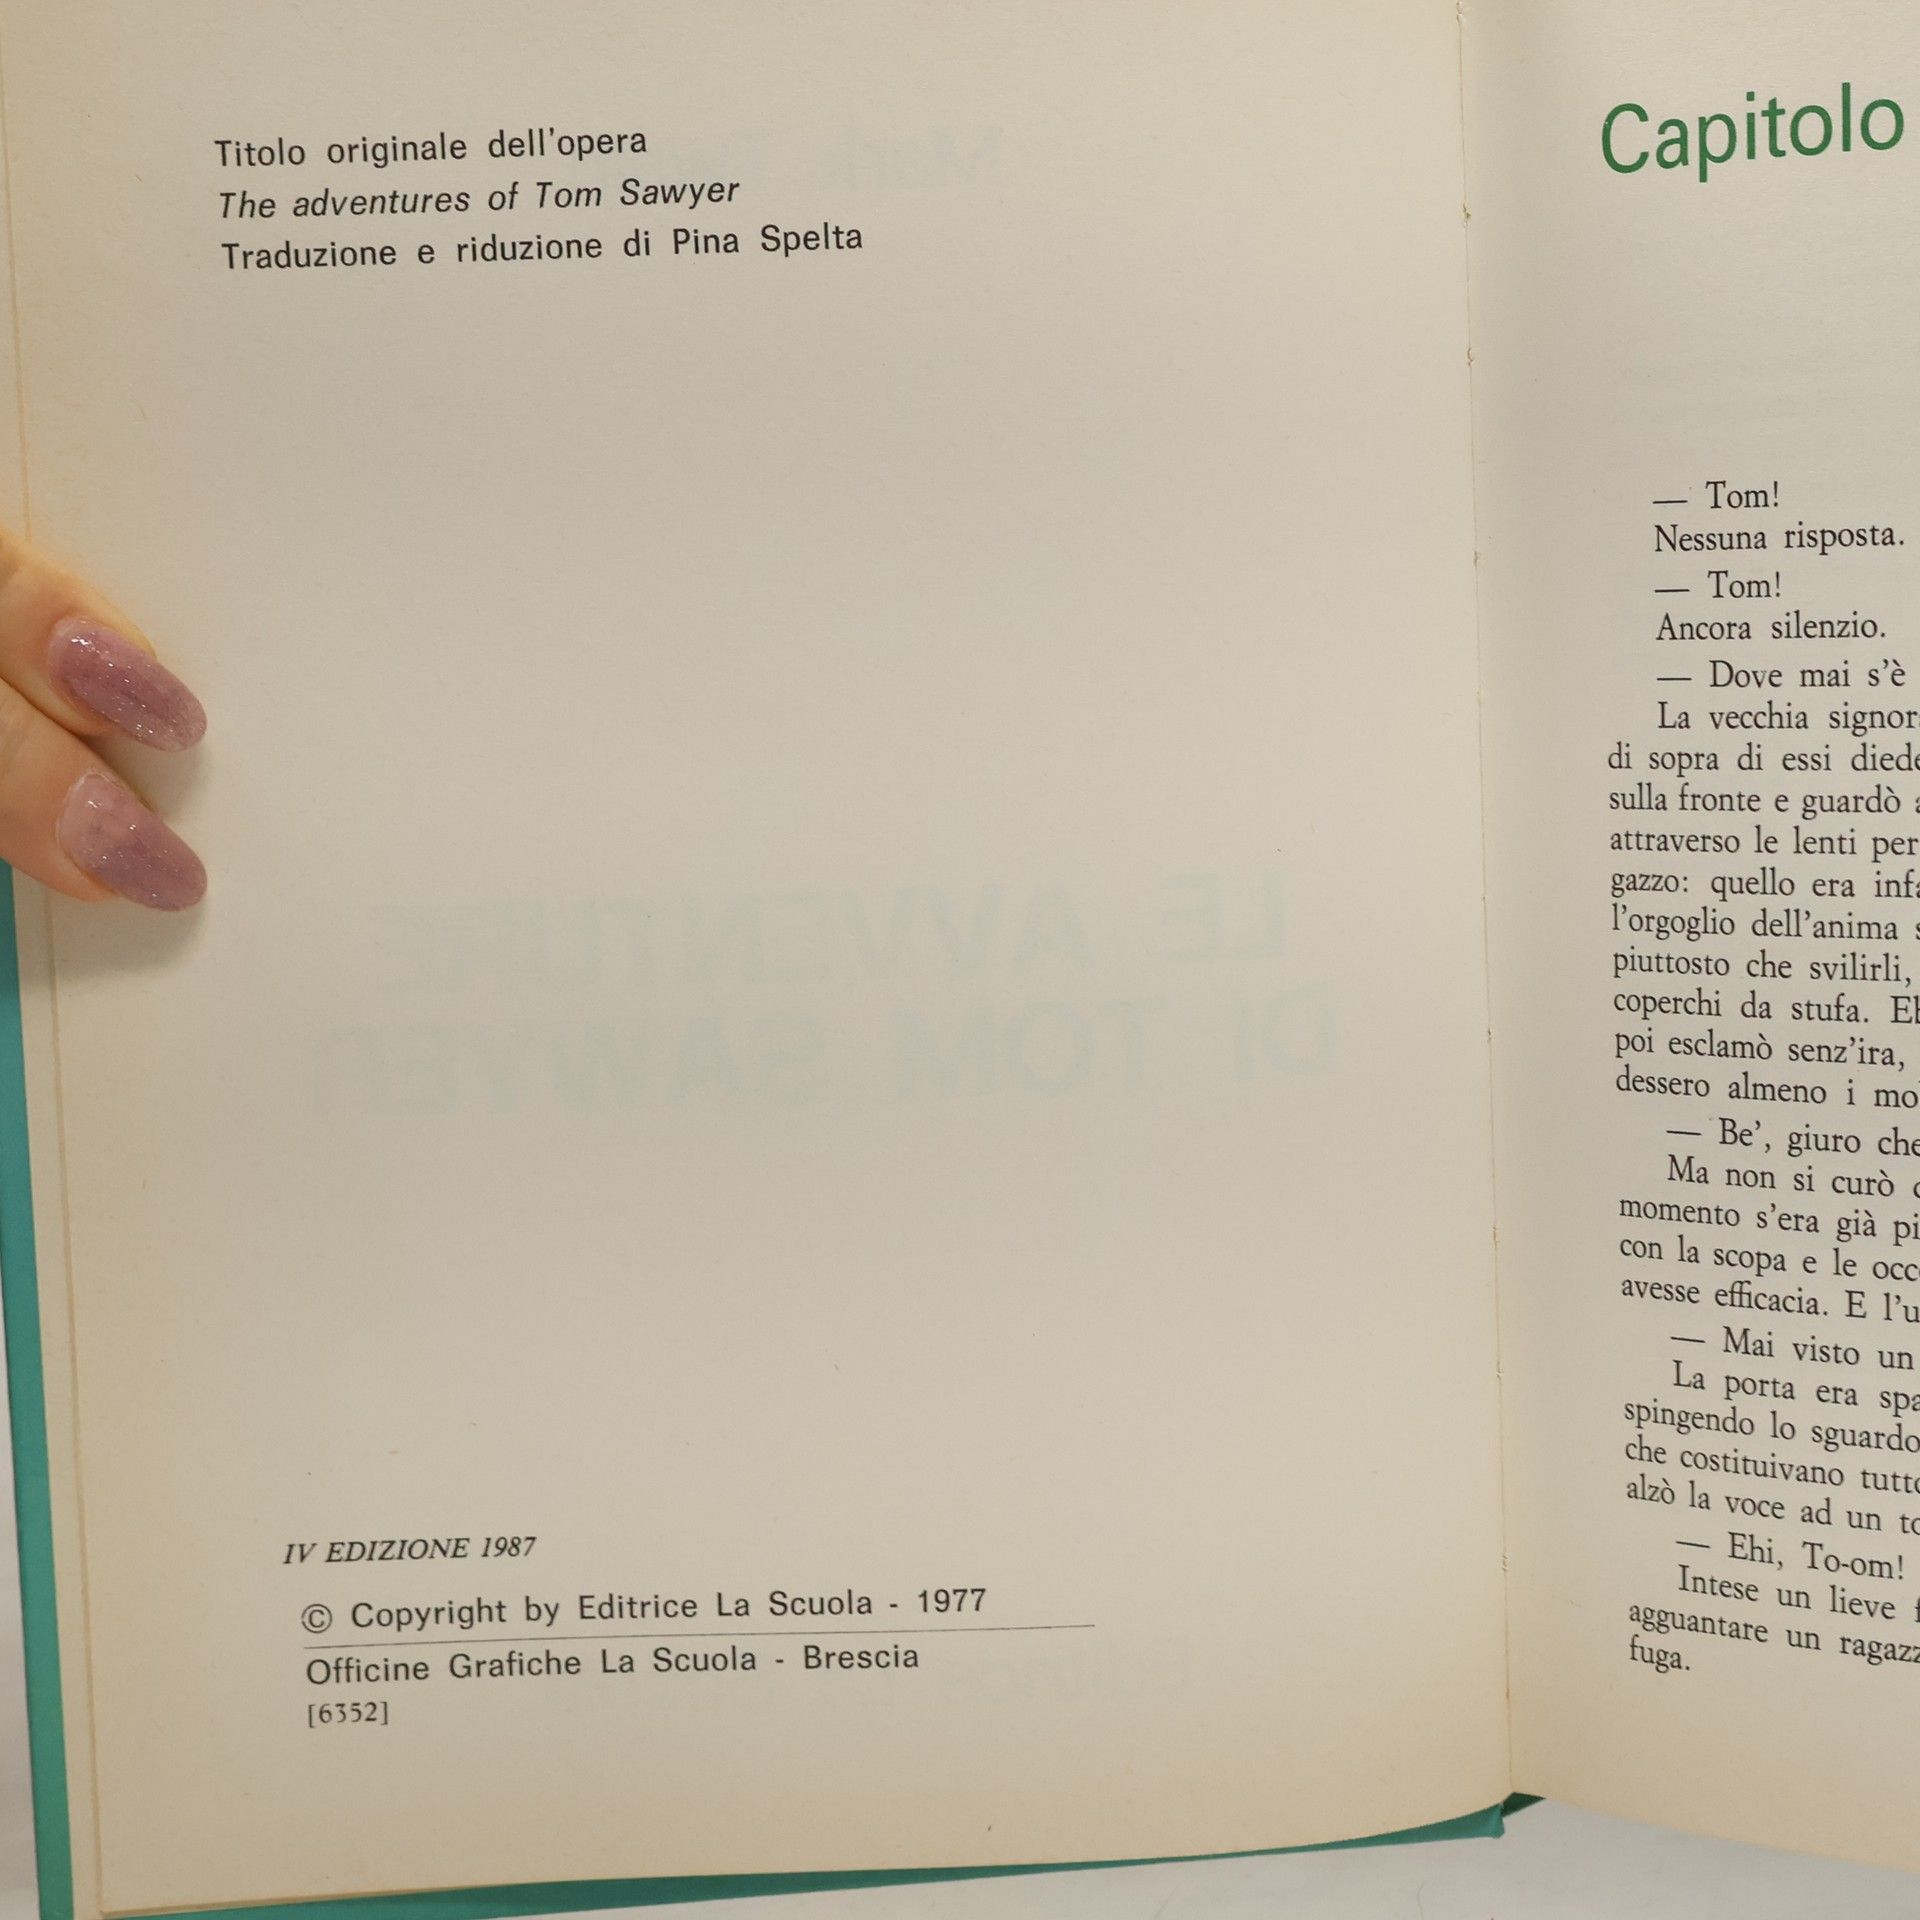 Titolo originale dell'opera
The adventures of Tom Sawyer
Traduzione e riduzione di Pina Spelta
IV EDIZIONE 1987
© Copyright by Editrice La Scuola - 1977
Officine Grafiche La Scuola - Brescia
[6352]
Capitolo
— Tom!
Nessuna risposta.
— Tom!
Ancora silenzio.
— Dove mai s'è
La vecchia
di sopra di essi
sulla fronte e guardò
attraverso le lenti per
gazzo: quello era
l'orgoglio dell'anima
piuttosto che svilirli,
coperchi da stufa.
poi esclamò senz'ira,
dessero almeno i
— Be', giuro
Ma non si curò
momento s'era già
con la scopa e le
avesse efficacia. E
— Mai visto un
La porta era
spingendo lo sguardo
che costituivano
alzò la voce ad un
— Ehi, To-om!
Intese un lieve
agguantare un
fuga.